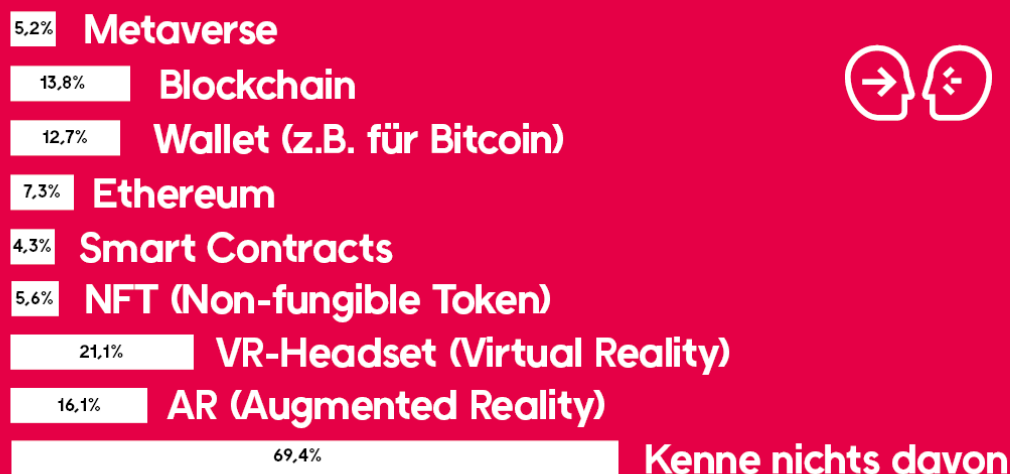 5,2% Metaverse
13,8% Blockchain
12,7% Wallet (z.B. für Bitcoin)
7,3% Ethereum
4,3% Smart Contracts
5,6% NFT (Non-fungible Token)
21,1% VR-Headset (Virtual Reality)
16,1% AR (Augmented Reality)
69,4% Kenne nichts davon